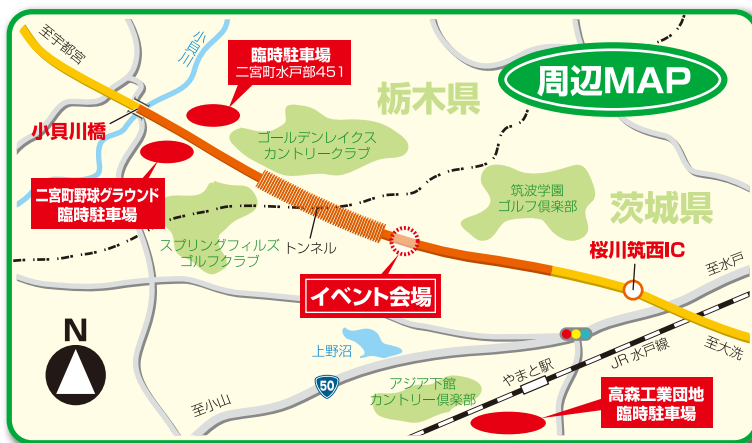 周辺MAP
至宇都宮
小貝川
臨時駐車場
二宮町水戸部451
栃木県
小貝川橋
ゴールデンレイクス
カントリークラブ
二宮町野球グラウンド
臨時駐車場
筑波学園
ゴルフ倶楽部
茨城県
スプリングフィルズ
ゴルフクラブ
トンネル
桜川筑西IC
至水戸
イベント会場
至大洗
N
上野沼
JR水戸線
やまと駅
50
アジア下館
カントリー倶楽部
至小山
高森工業団地
臨時駐車場